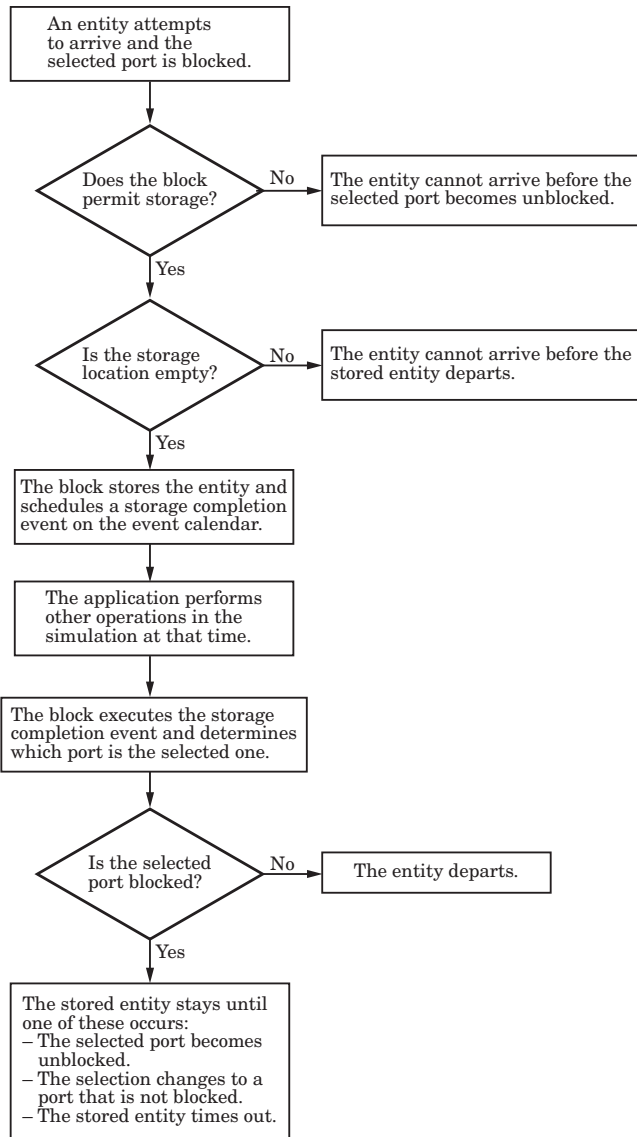 An entity attempts
to arrive and the
selected port is blocked.
Does the block
permit storage?
No
The entity cannot arrive before the
selected port becomes unblocked.
Yes
Is the storage
location empty?
No
The entity cannot arrive before the
stored entity departs.
Yes
The block stores the entity and
schedules a storage completion
event on the event calendar.
The application performs
other operations in the
simulation at that time.
The block executes the storage
completion event and determines
which port is the selected one.
Is the selected
port blocked?
No
The entity departs.
Yes
The stored entity stays until
one of these occurs:
– The selected port becomes
unblocked.
– The selection changes to a
port that is not blocked.
– The stored entity times out.